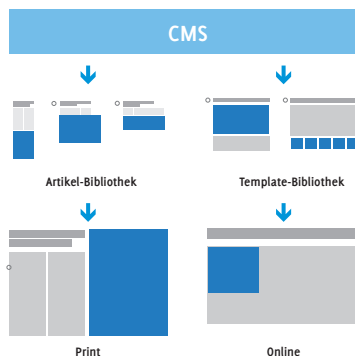 CMS
Artikel-Bibliothek
Template-Bibliothek
Print
Online